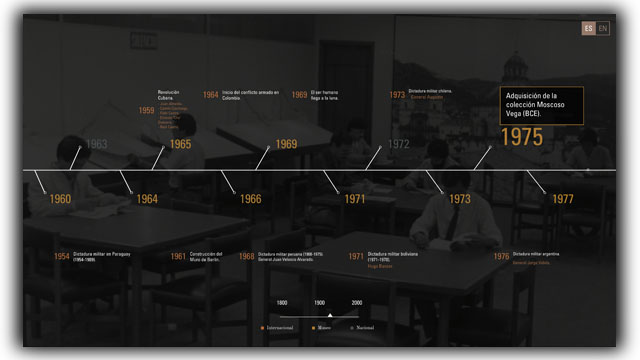 ES EN
Revolución
Cubana.
1959
1964
Inicio del conflicto armado en
Colombia.
1969
El ser humano
llega a la luna.
1973
Dictadura militar chilena.
Adquisición de la
colección Moscoso
Vega (BCE).
1975
1963
1965
1969
1972
1960
1964
1966
1971
1973
1977
1954
Dictadura militar en Paraguay
(1954-1989)
1961
Construcción del
Muro de Berlín.
1968
Dictadura militar peruana (1968-1975).
General Juan Velasco Alvarado.
1971
Dictadura militar boliviana
(1971-1978).
Hugo Banzer.
1976
Dictadura militar argentina
1800 1900 2000
Internacional Museo Nacional